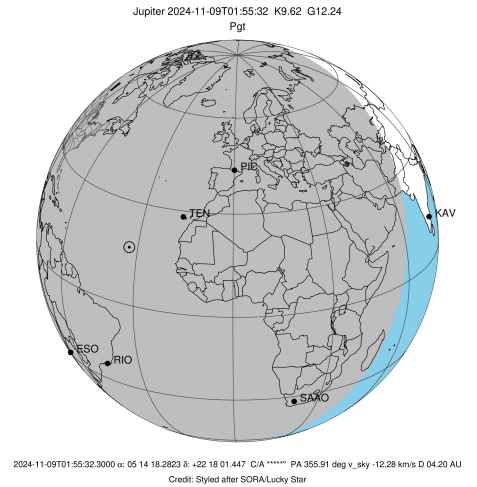 Jupiter 2024-11-09T01:55:32 K9.62 G12.24
Pgt
PIC
TEN
KAV
ESO
RIO
SAAO
2024-11-09T01:55:32.3000 α: 05 14 18.2823 δ: +22 18 01.447 C/A *****" PA 355.91 deg v_sky -12.28 km/s D 04.20 AU
Credit: Styled after SORA/Lucky Star